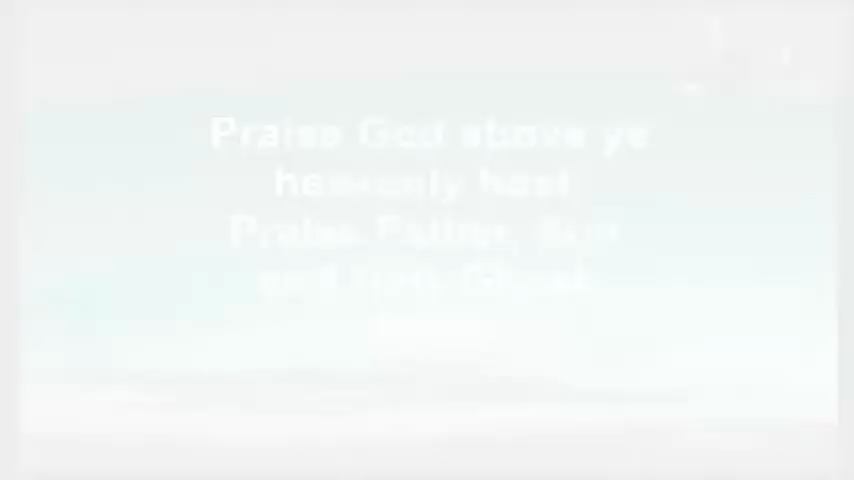 Praise God above ye
heavenly host
Praise Father, Son
and holy Ghost